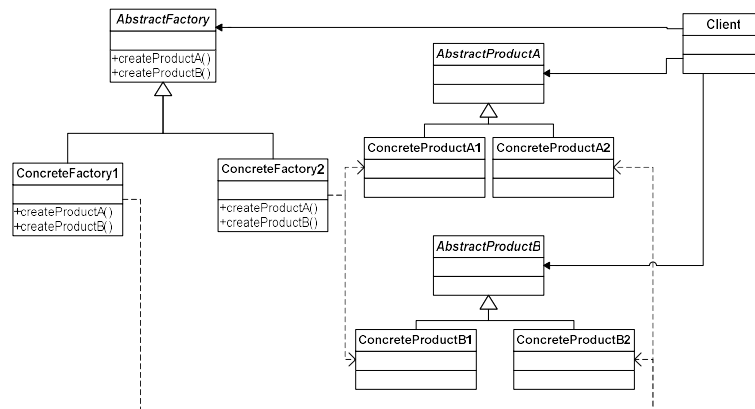 AbstractFactory
+createProductA()
+createProductB()
Client
AbstractProductA
ConcreteProductA1
ConcreteProductA2
ConcreteFactory1
+createProductA()
+createProductB()
ConcreteFactory2
+createProductA()
+createProductB()
AbstractProductB
ConcreteProductB1
ConcreteProductB2